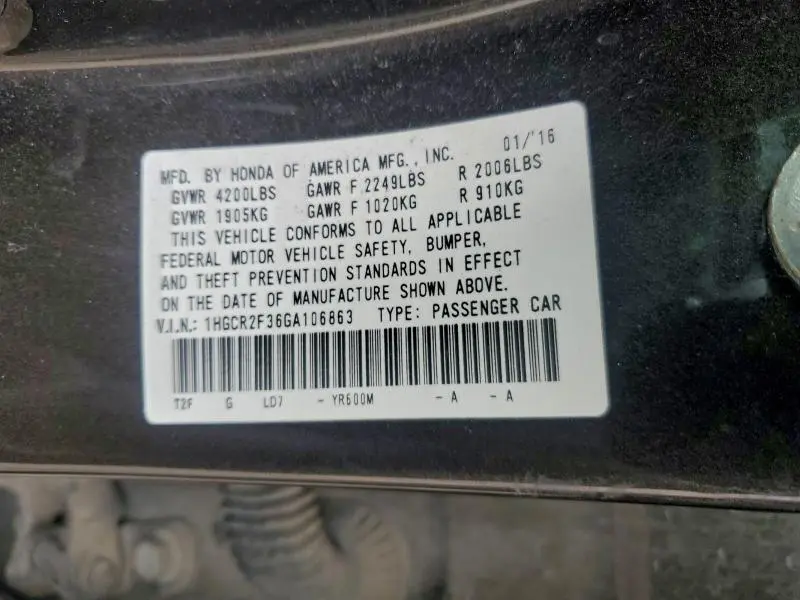 MFD. BY HONDA OF AMERICA MFG., INC. 01/'16
GVWR 4200LBS GAWR F 2249LBS R 2006LBS
GVWR 1905KG GAWR F 1020KG R 910KG
THIS VEHICLE CONFORMS TO ALL APPLICABLE
FEDERAL MOTOR VEHICLE SAFETY, BUMPER,
AND THEFT PREVENTION STANDARDS IN EFFECT
ON THE DATE OF MANUFACTURE SHOWN ABOVE.
V.I.N.: 1HGCR2F36GA106863 TYPE: PASSENGER CAR
T2F G LD7 - YR600M - A - A